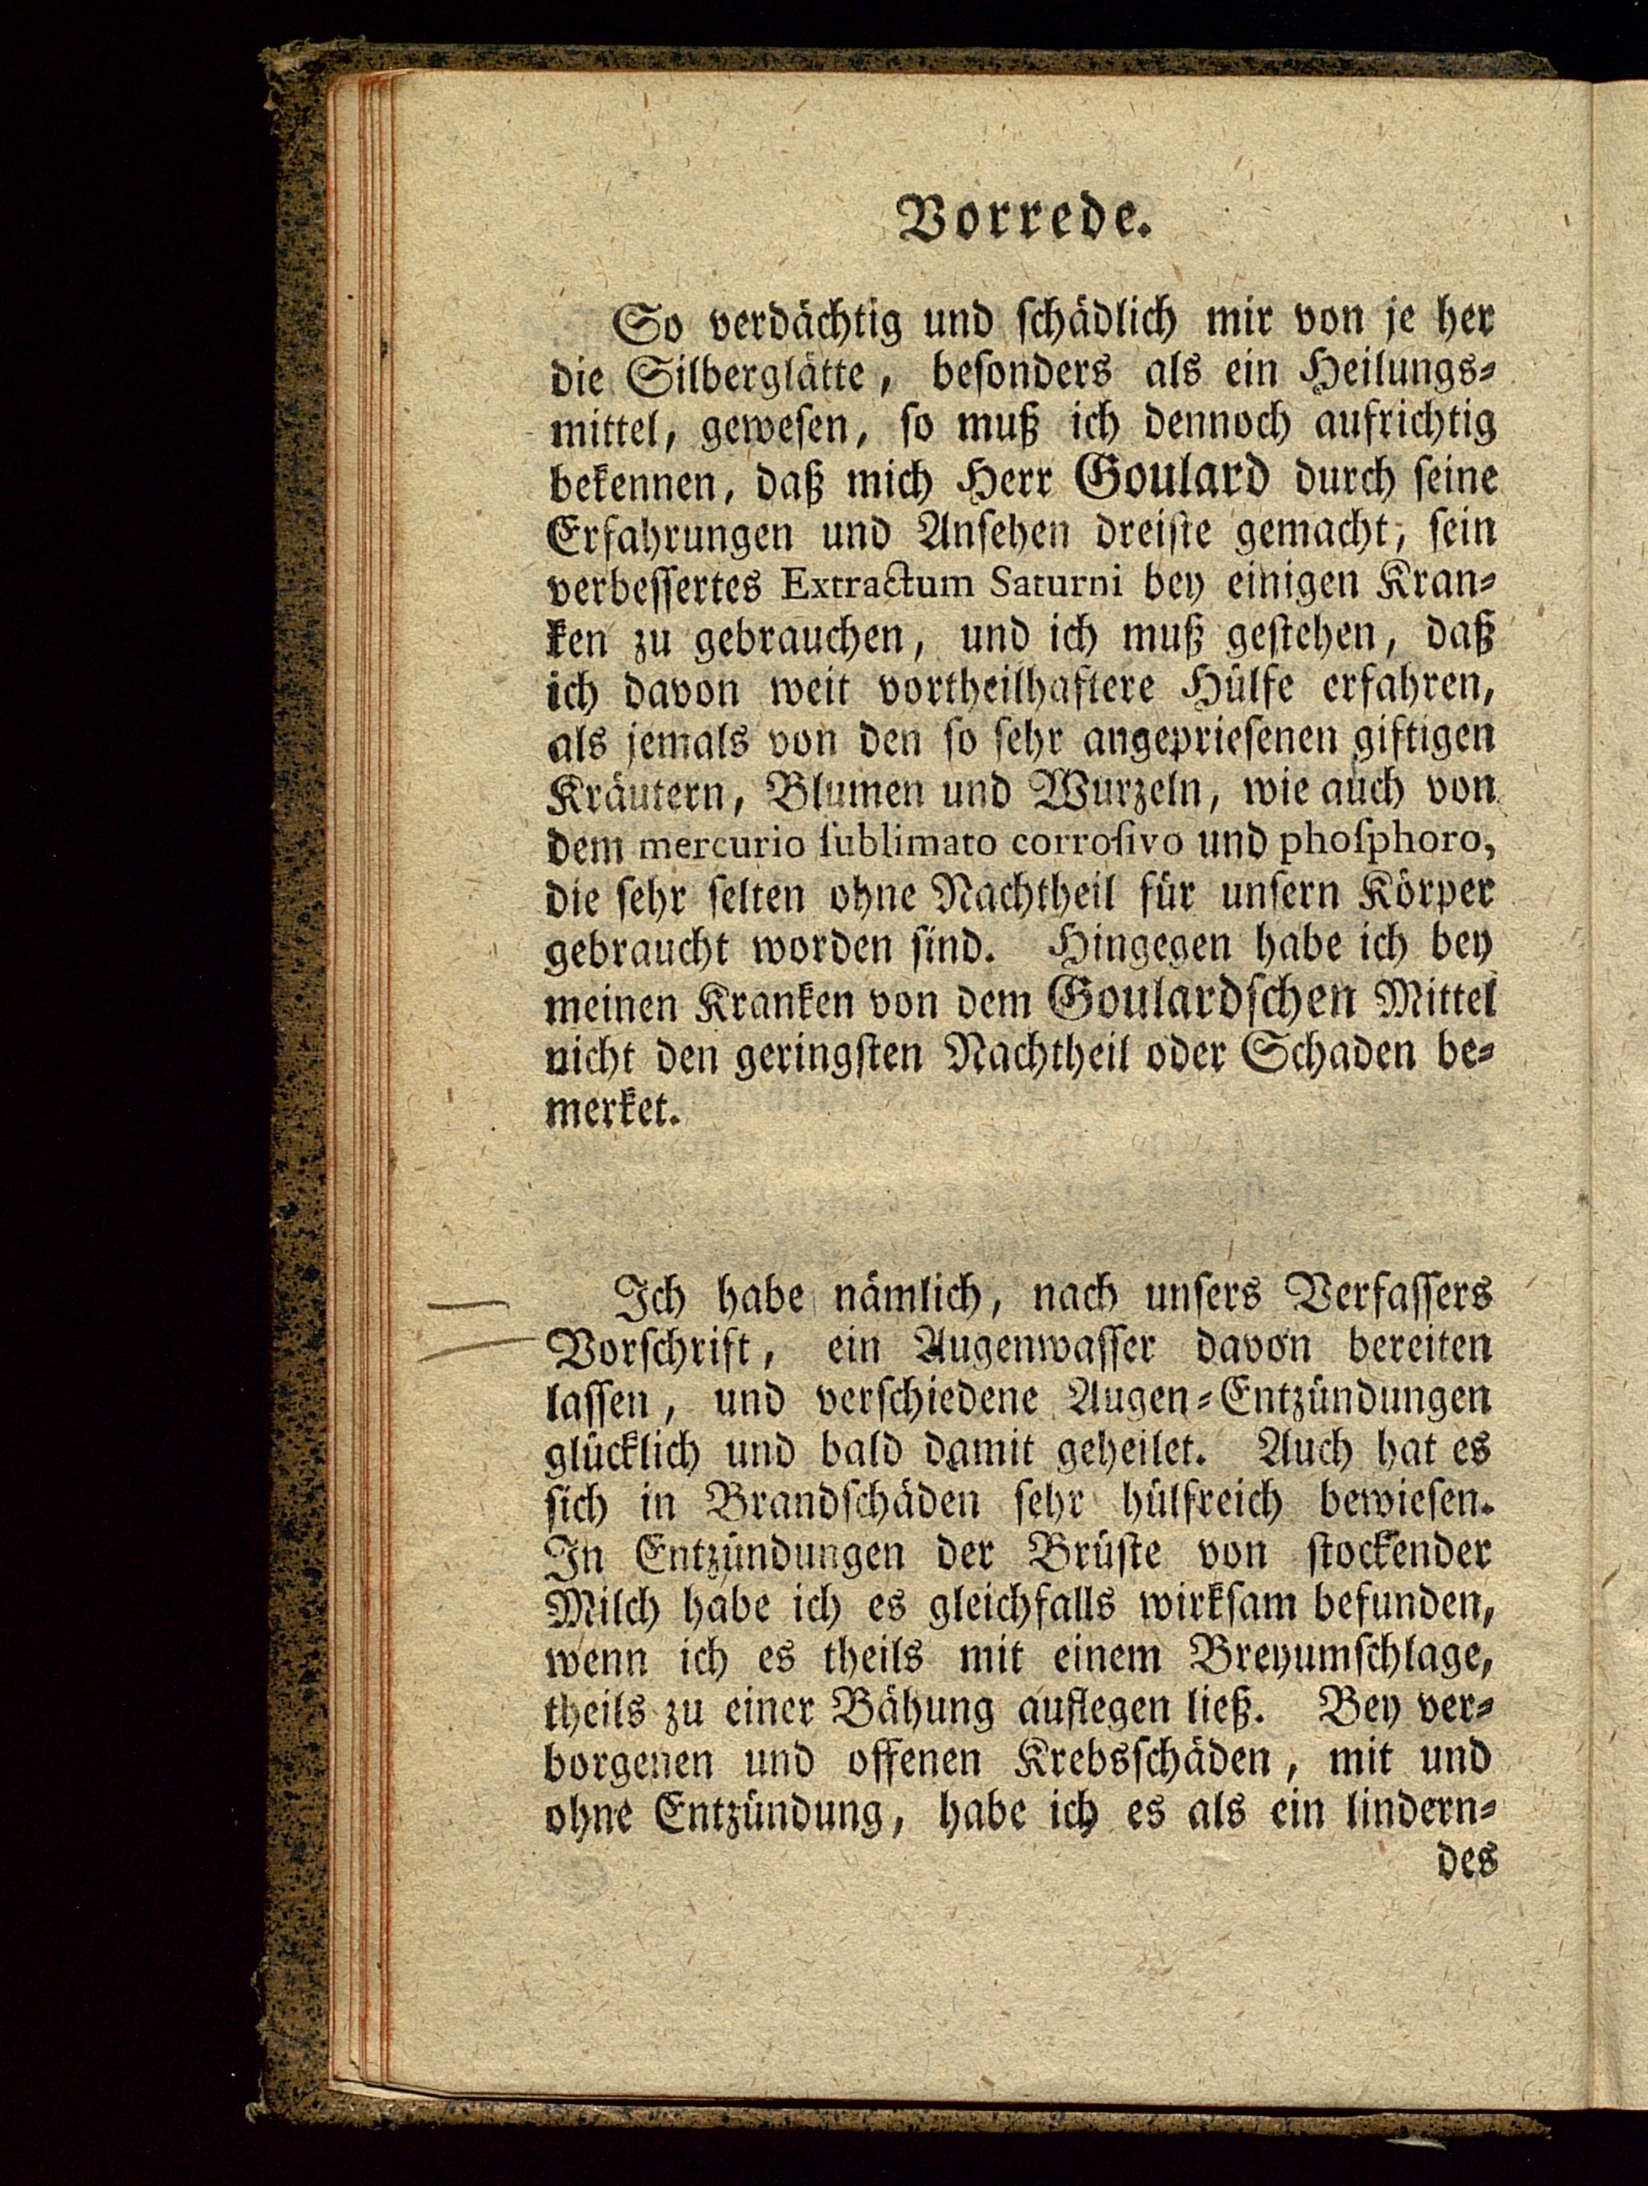 Vorrede.
So verdächtig und ſchädlich mir von je her
die Silberglätte, beſonders als ein Heilungs⸗
mittel, geweſen, ſo muß ich dennoch aufrichtig
bekennen, daß mich Herr Goulard durch ſeine
Erfahrungen und Anſehen dreiſte gemacht, ſein
verbeſſertes Extractum Saturni bey einigen Kran⸗
ken zu gebrauchen, und ich muß geſtehen, daß
ich davon weit vortheilhaftere Hülfe erfahren,
als jemals von den ſo ſehr angeprieſenen giftigen
Kräutern, Blumen und Wurzeln, wie auch von
dem mercurio ſublimato corroſivo und phoſphoro,
die ſehr ſelten ohne Nachtheil für unſern Körper
gebraucht worden ſind. Hingegen habe ich bey
meinen Kranken von dem Goulardſchen Mittel
nicht den geringſten Nachtheil oder Schaden be⸗
merket.
Ich habe nämlich, nach unſers Verfaſſers
Vorſchrift, ein Augenwaſſer davon bereiten
laſſen, und verſchiedene Augen⸗Entzündungen
glücklich und bald damit geheilet. Auch hat es
ſich in Brandſchäden ſehr hülfreich bewieſen.
In Entzündungen der Brüſte von ſtockender
Milch habe ich es gleichfalls wirkſam befunden,
wenn ich es theils mit einem Breyumſchlage,
theils zu einer Bähung auflegen ließ. Bey ver⸗
borgenen und offenen Krebsſchäden, mit und
ohne Entzündung, habe ich es als ein lindern⸗
des